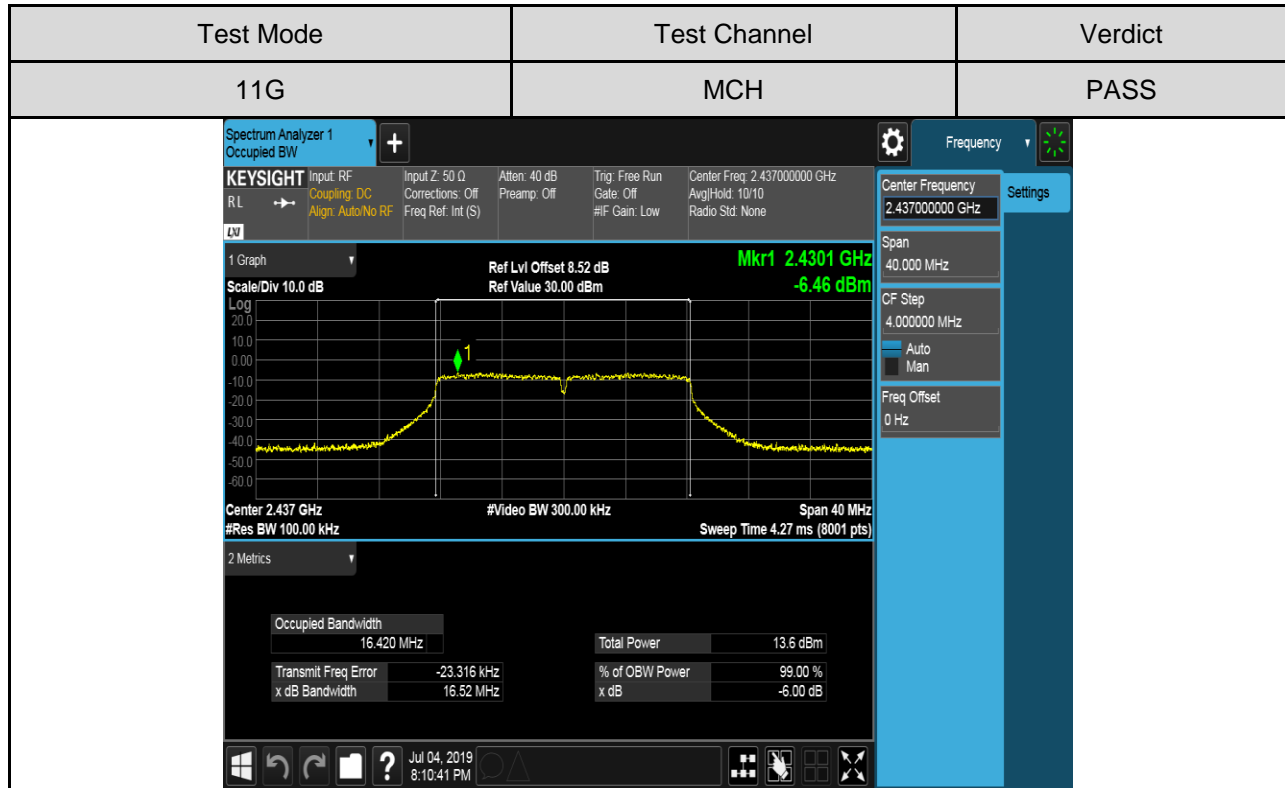 Test Mode Test Channel Verdict
11G MCH PASS
Spectrum Analyzer 1
Occupied BW
+
Frequency
KEYSIGHT Input: RF Input Z: 50 Ω Atten: 40 dB Trig: Free Run Center Freq: 2.437000000 GHz
RL Coupling: DC Corrections: Off Preamp: Off Gate: Off Avg|Hold: 10/10
Align: Auto/No RF Freq Ref: Int (S) #IF Gain: Low Radio Std: None
LXI
Center Frequency
2.437000000 GHz
Settings
Span
40.000 MHz
CF Step
4.000000 MHz
Auto
Man
Freq Offset
0 Hz
1 Graph Ref Lvl Offset 8.52 dB Mkr1 2.4301 GHz
Scale/Div 10.0 dB Ref Value 30.00 dBm -6.46 dBm
Log
20.0
10.0
1
0.00
-10.0
-20.0
-30.0
-40.0
-50.0
-60.0
Center 2.437 GHz #Video BW 300.00 kHz Span 40 MHz
#Res BW 100.00 kHz Sweep Time 4.27 ms (8001 pts)
2 Metrics
Occupied Bandwidth
16.420 MHz Total Power 13.6 dBm
Transmit Freq Error -23.316 kHz % of OBW Power 99.00 %
x dB Bandwidth 16.52 MHz x dB -6.00 dB
? Jul 04, 2019
8:10:41 PM